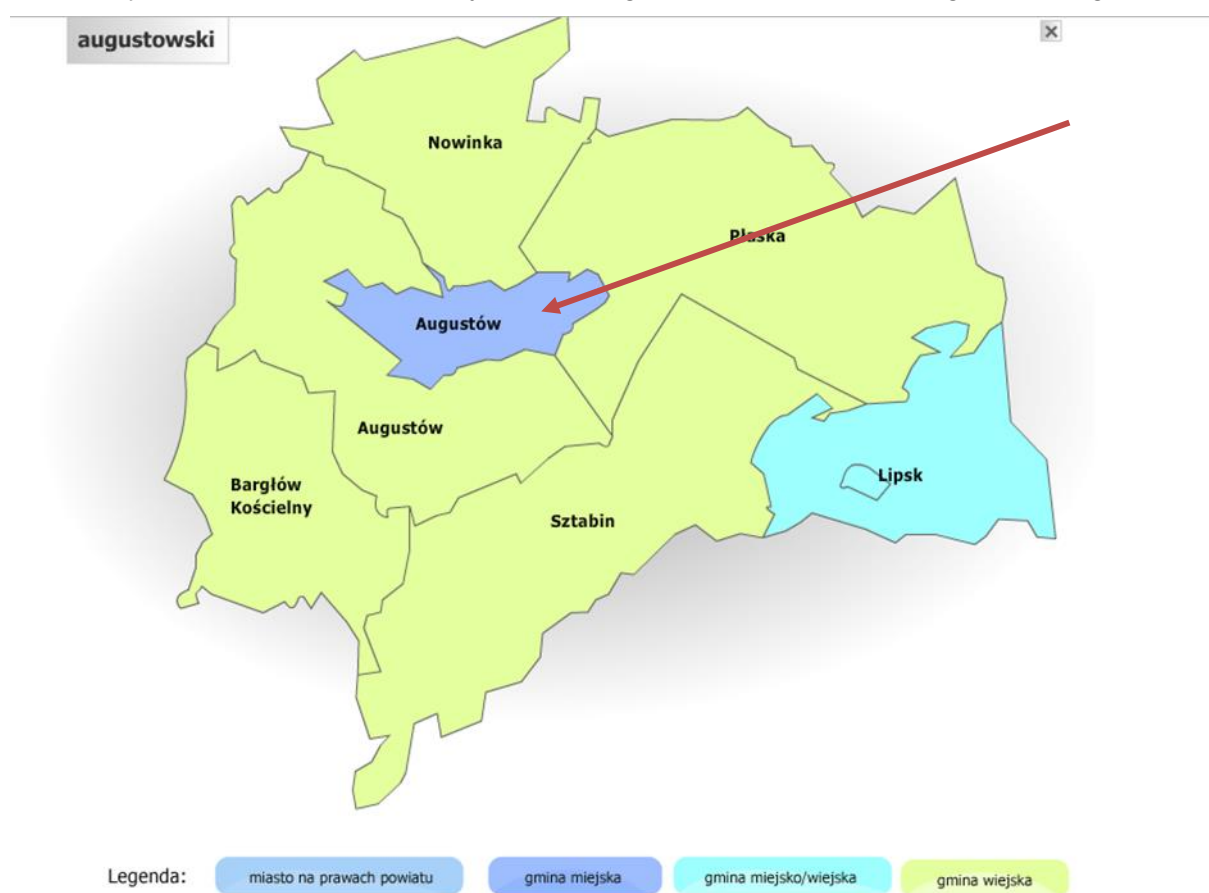 augustowski
Nowinka
Płaska
Augustów
Augustów
Bargłów
Kościelny
Lipsk
Sztabin
Legenda:
miasto na prawach powiatu
gmina miejska
gmina miejsko/wiejska
gmina wiejska